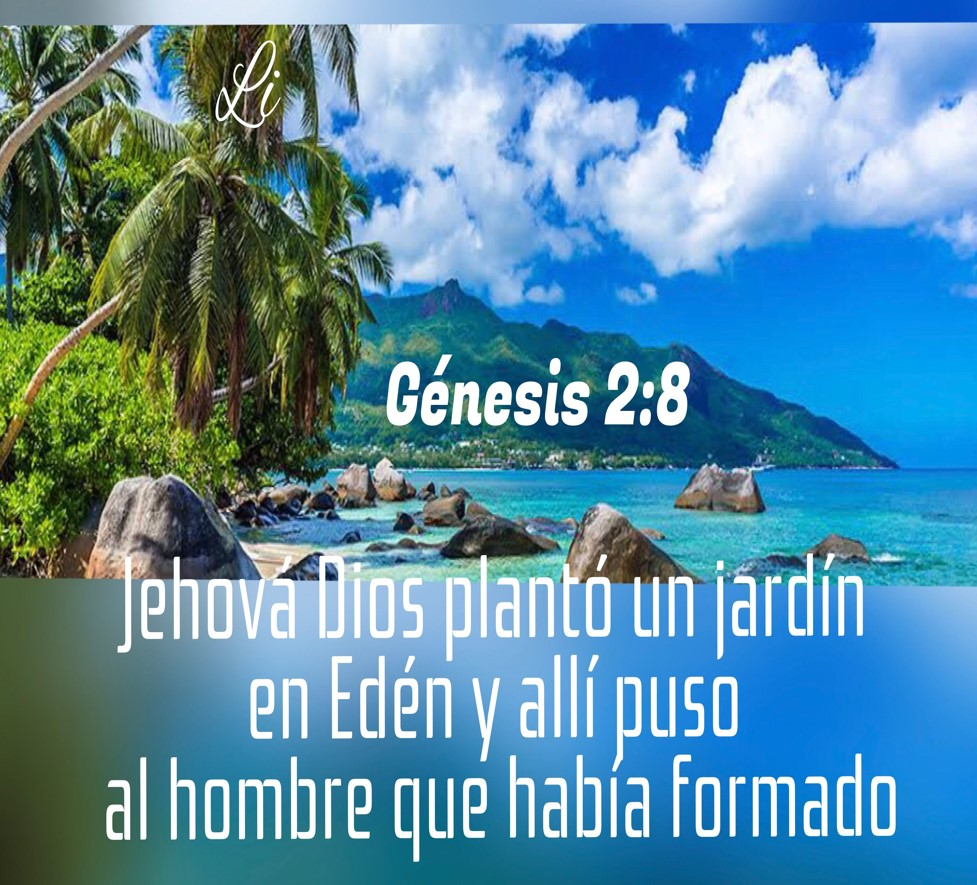 Li
Génesis 2:8
Jehová Dios plantó un jardín
en Edén y allí puso
al hombre que había formado